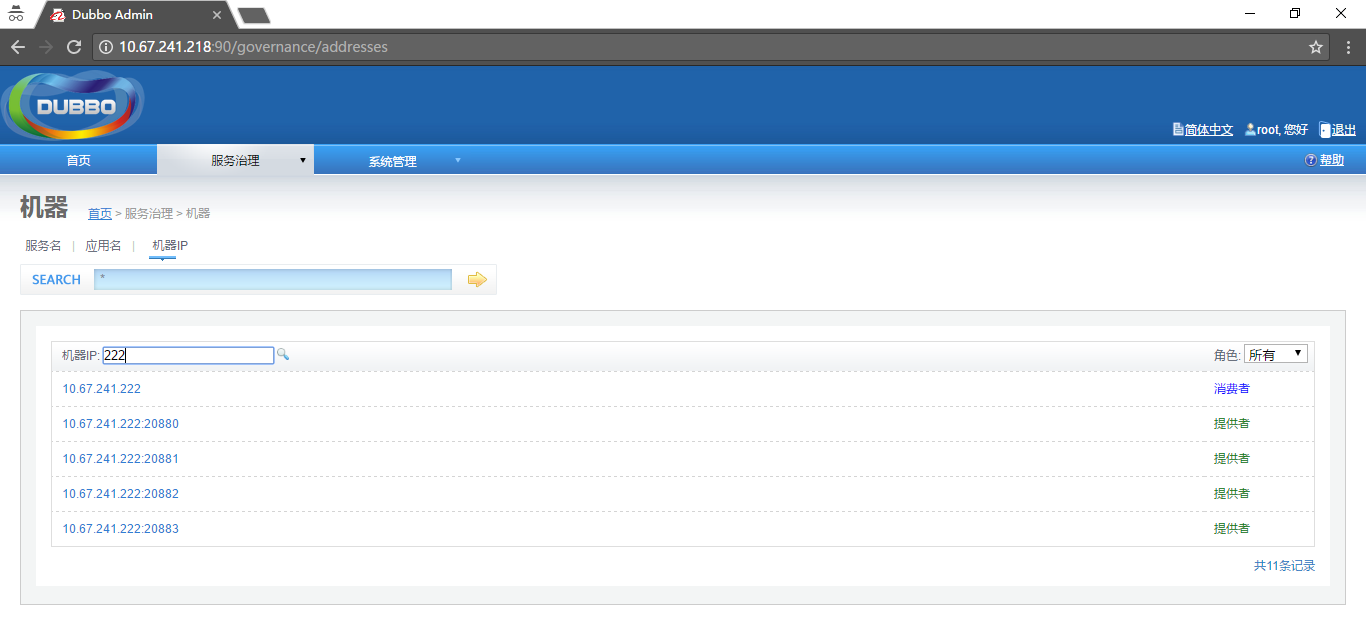 Dubbo Admin
10.67.241.218:90/governance/addresses
DUBBO
简体中文 root, 您好 退出
首页 服务治理 系统管理 帮助
机器 首页 > 服务治理 > 机器
服务名 | 应用名 | 机器IP
SEARCH *
机器IP: 222 角色: 所有
10.67.241.222 消费者
10.67.241.222:20880 提供者
10.67.241.222:20881 提供者
10.67.241.222:20882 提供者
10.67.241.222:20883 提供者
共11条记录